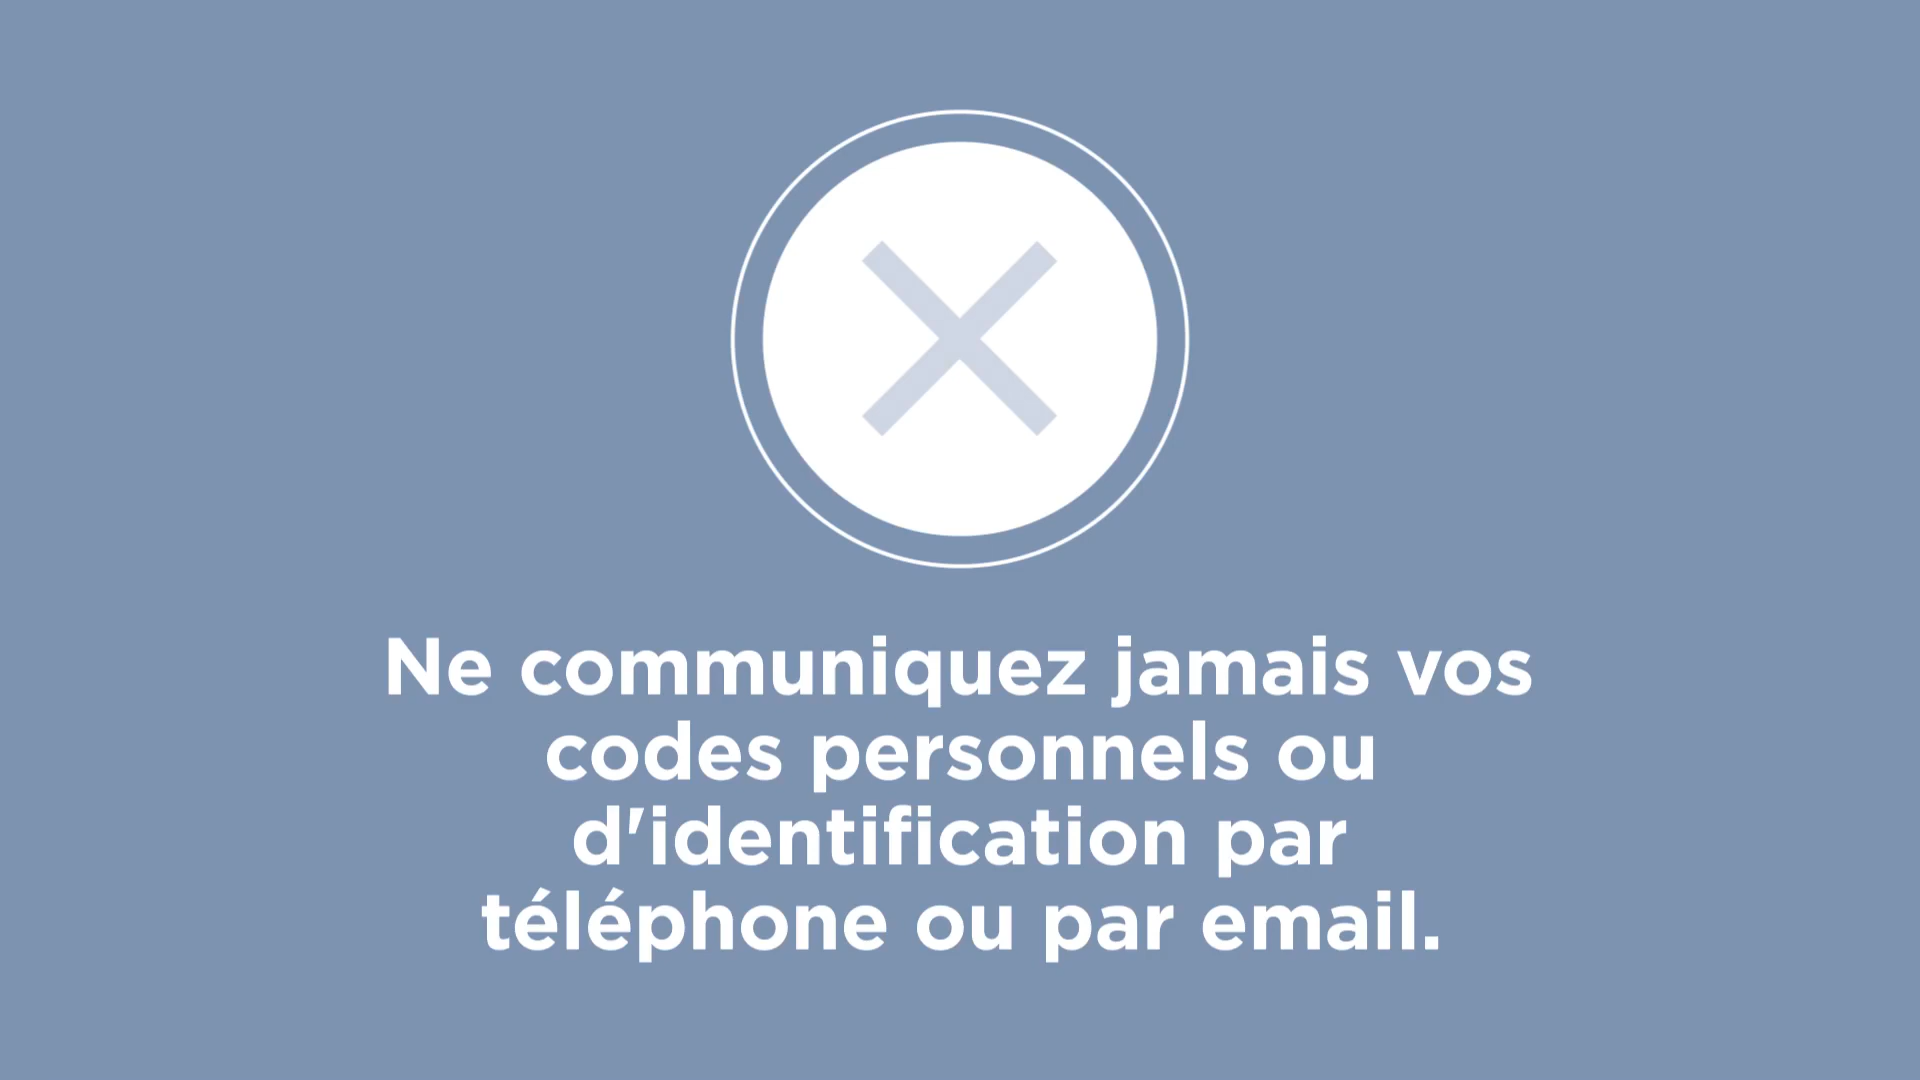 Ne communiquez jamais vos
codes personnels ou
d'identification par
téléphone ou par email.